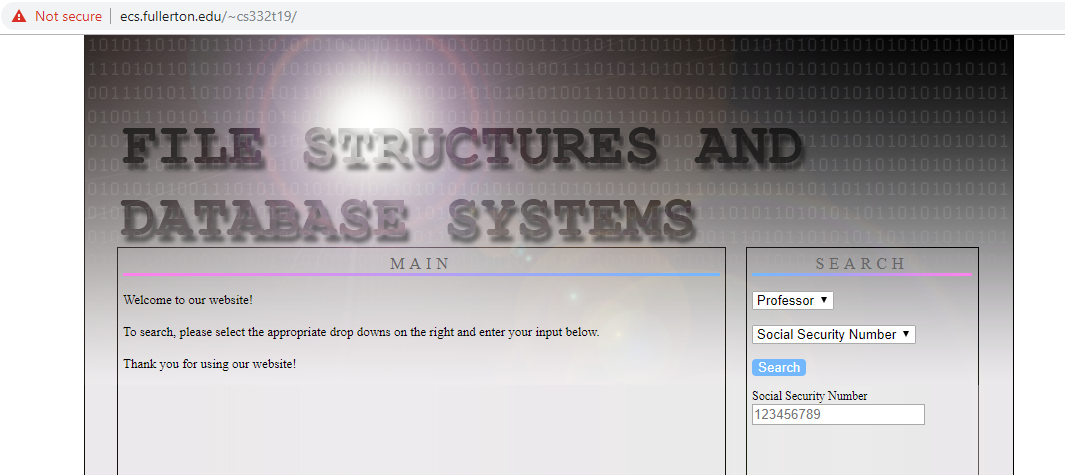 Not secure | ecs.fullerton.edu/~cs332t19/
FILE STRUCTURES AND
DATABASE SYSTEMS
MAIN
Welcome to our website!
To search, please select the appropriate drop downs on the right and enter your input below.
Thank you for using our website!
SEARCH
Professor
Social Security Number
Search
Social Security Number
123456789